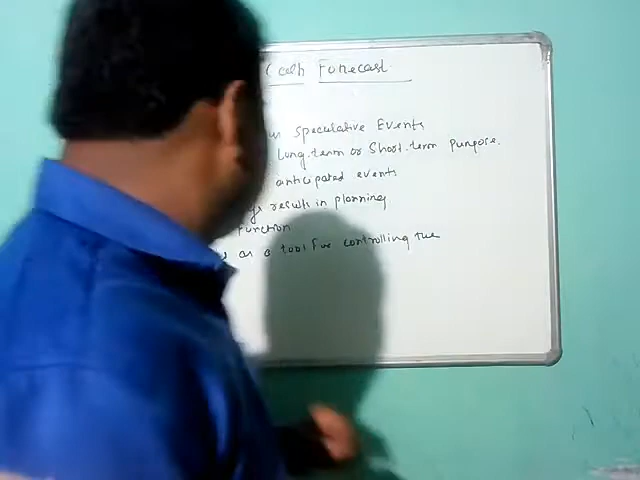 Cash Forecast
Speculative Events
Long-term or Short-term purpose.
anticipated events
result in planning
Function
as a tool for controlling the